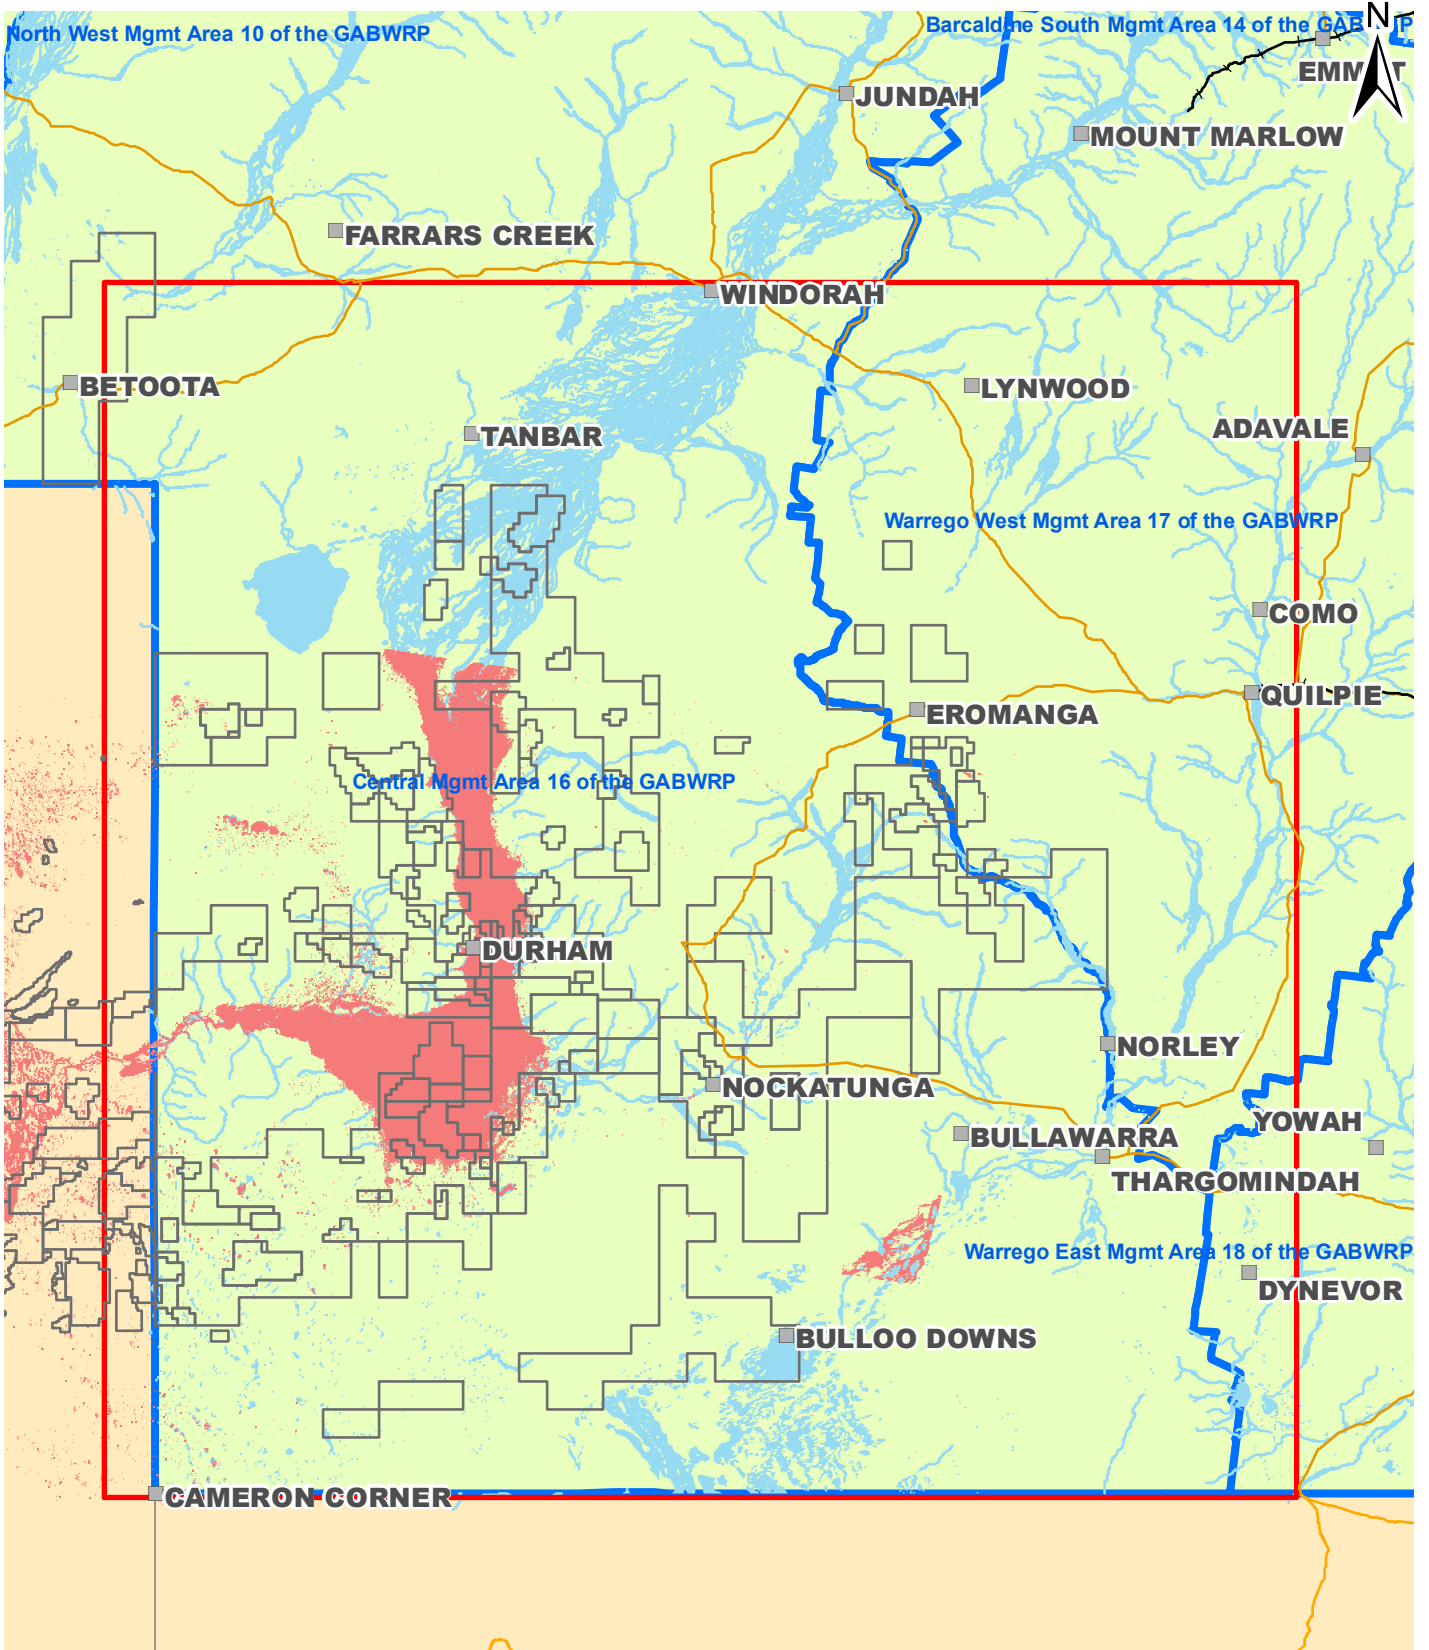 N
North West Mgmt Area 10 of the GABWRP
Barcaldine South Mgmt Area 14 of the GABWRP
EMMET
JUNDAH
MOUNT MARLOW
FARRARS CREEK
WINDORAH
BETOOTA
LYNWOOD
TANBAR
ADAVALE
Warrego West Mgmt Area 17 of the GABWRP
COMO
QUILPIE
EROMANGA
Central Mgmt Area 16 of the GABWRP
DURHAM
NORLEY
NOCKATUNGA
YOWAH
BULLAWARRA
THARGOMINDAH
Warrego East Mgmt Area 18 of the GABWRP
DYNEVOR
BULLOO DOWNS
CAMERON CORNER